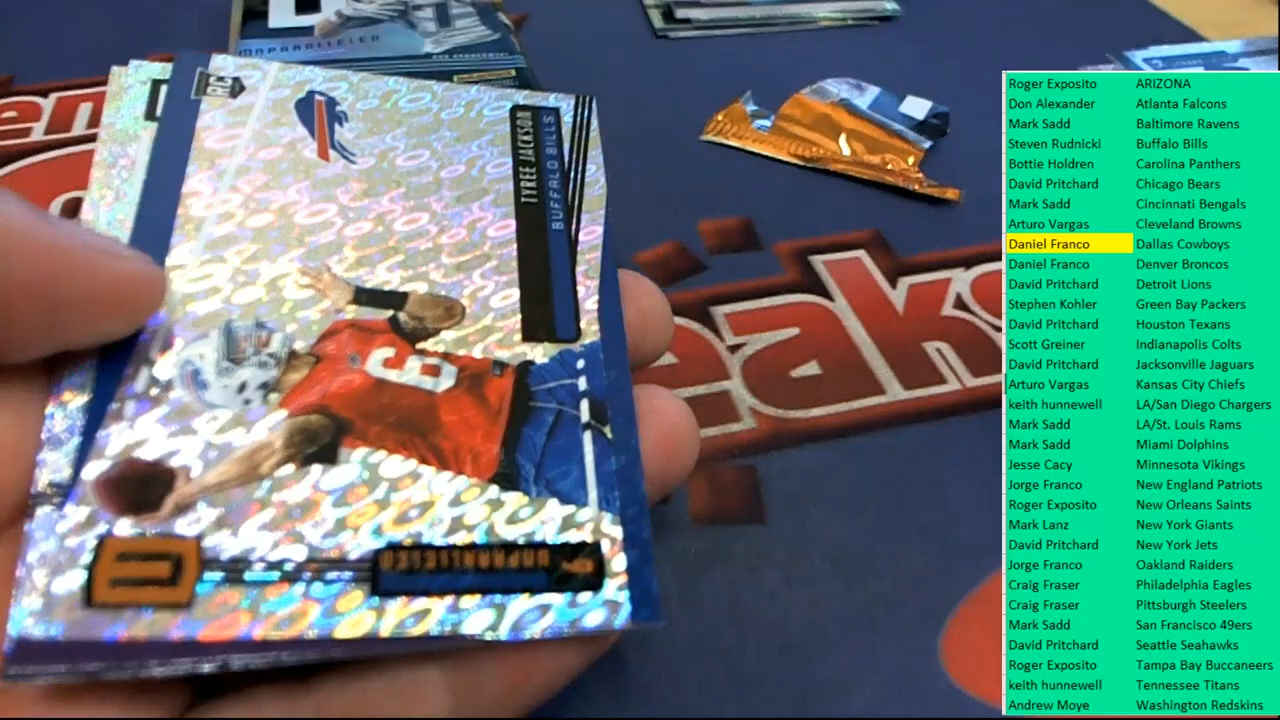 UNPARALLELED
RC
TYREE JACKSON
BUFFALO BILLS
6
UNPARALLELED
en
eaks
Roger Exposito ARIZONA
Don Alexander Atlanta Falcons
Mark Sadd Baltimore Ravens
Steven Rudnicki Buffalo Bills
Bottie Holdren Carolina Panthers
David Pritchard Chicago Bears
Mark Sadd Cincinnati Bengals
Arturo Vargas Cleveland Browns
Daniel Franco Dallas Cowboys
Daniel Franco Denver Broncos
David Pritchard Detroit Lions
Stephen Kohler Green Bay Packers
David Pritchard Houston Texans
Scott Greiner Indianapolis Colts
David Pritchard Jacksonville Jaguars
Arturo Vargas Kansas City Chiefs
keith hunnewell LA/San Diego Chargers
Mark Sadd LA/St. Louis Rams
Mark Sadd Miami Dolphins
Jesse Cacy Minnesota Vikings
Jorge Franco New England Patriots
Roger Exposito New Orleans Saints
Mark Lanz New York Giants
David Pritchard New York Jets
Jorge Franco Oakland Raiders
Craig Fraser Philadelphia Eagles
Craig Fraser Pittsburgh Steelers
Mark Sadd San Francisco 49ers
David Pritchard Seattle Seahawks
Roger Exposito Tampa Bay Buccaneers
keith hunnewell Tennessee Titans
Andrew Moye Washington Redskins